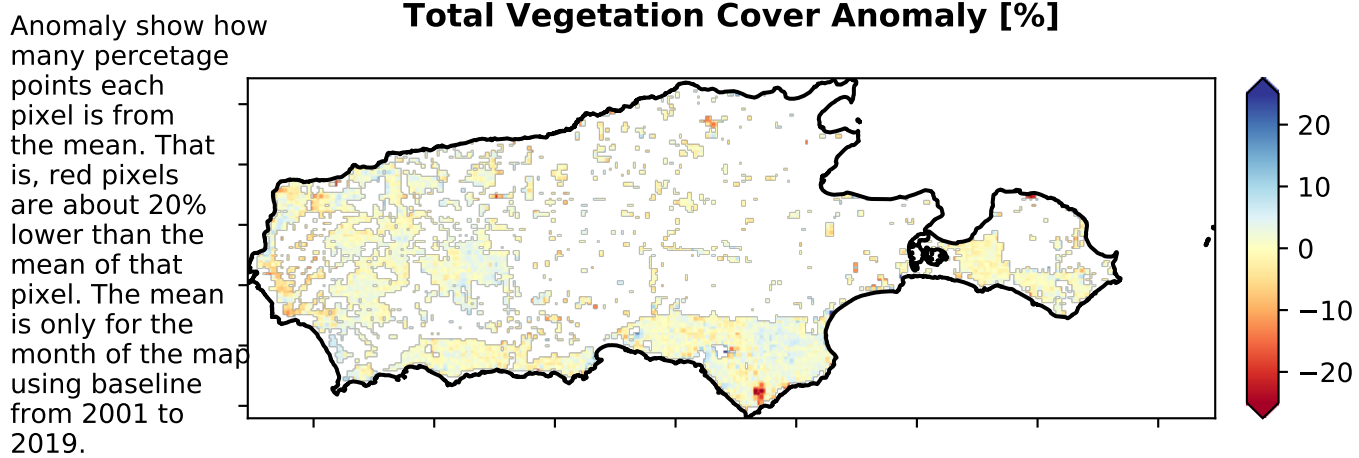 Total Vegetation Cover Anomaly [%]
Anomaly show how
many percetage
points each
pixel is from
the mean. That
is, red pixels
are about 20%
lower than the
mean of that
pixel. The mean
is only for the
month of the map
using baseline
from 2001 to
2019.
20
10
0
−10
−20